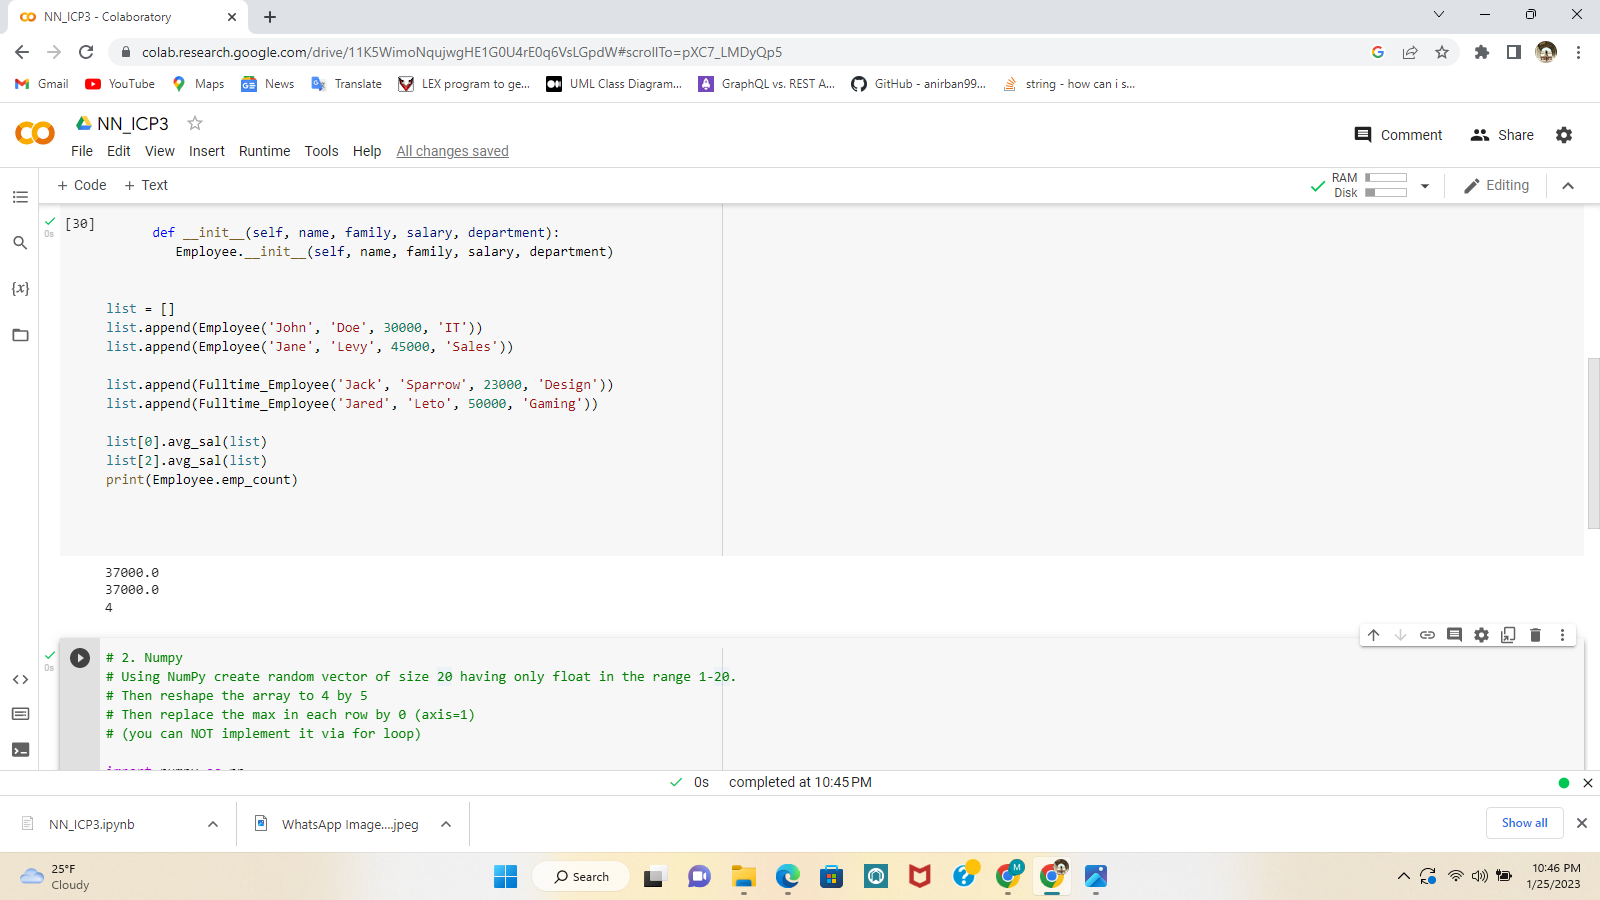 NN_ICP3 - Colaboratory
colab.research.google.com/drive/11K5WimoNqujwgHE1G0U4rE0q6VsLGpdW#scrollTo=pXC7_LMDyQp5
Gmail YouTube Maps News Translate LEX program to ge... UML Class Diagram... GraphQL vs. REST A... GitHub - anirban99... string - how can i s...
NN_ICP3
Comment Share
File Edit View Insert Runtime Tools Help All changes saved
+ Code + Text
RAM
Disk
Editing
[30]
0s
def __init__(self, name, family, salary, department):
Employee.__init__(self, name, family, salary, department)
{x}
list = []
list.append(Employee('John', 'Doe', 30000, 'IT'))
list.append(Employee('Jane', 'Levy', 45000, 'Sales'))
list.append(Fulltime_Employee('Jack', 'Sparrow', 23000, 'Design'))
list.append(Fulltime_Employee('Jared', 'Leto', 50000, 'Gaming'))
list[0].avg_sal(list)
list[2].avg_sal(list)
print(Employee.emp_count)
37000.0
37000.0
4
0s
# 2. Numpy
# Using NumPy create random vector of size 20 having only float in the range 1-20.
# Then reshape the array to 4 by 5
# Then replace the max in each row by 0 (axis=1)
# (you can NOT implement it via for loop)
import numpy as np
0s completed at 10:45 PM
NN_ICP3.ipynb
WhatsApp Image....jpeg
Show all
25°F
Cloudy
Search
M
10:46 PM
1/25/2023